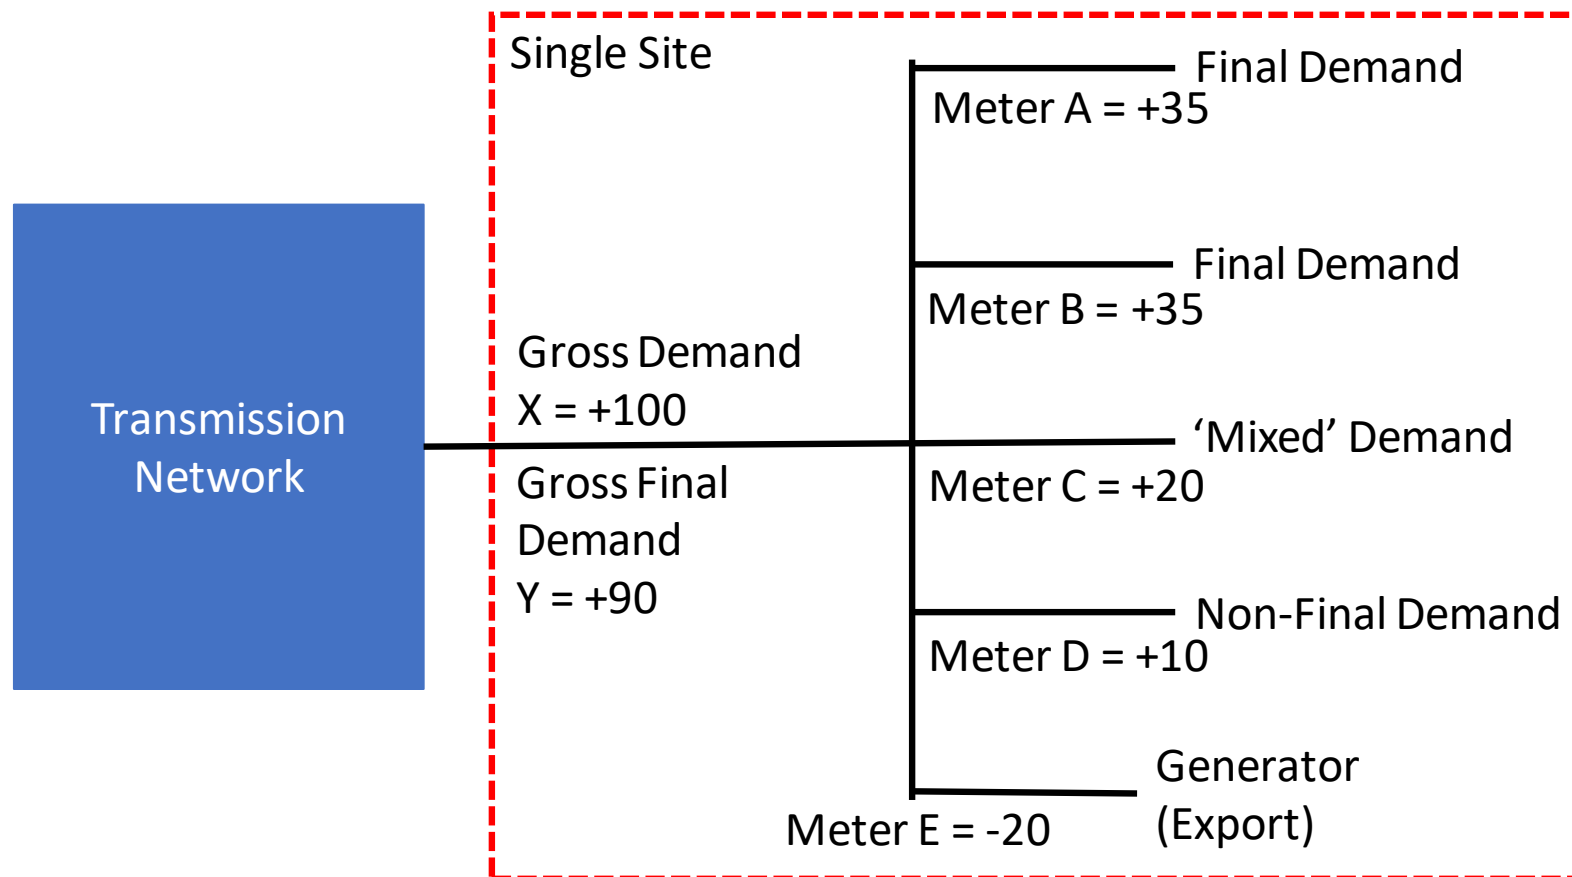 Single Site
Final Demand
Meter A = +35
Final Demand
Meter B = +35
Gross Demand
X = +100
Transmission
Network
‘Mixed’ Demand
Gross Final
Demand
Y = +90
Meter C = +20
Non-Final Demand
Meter D = +10
Generator
(Export)
Meter E = -20